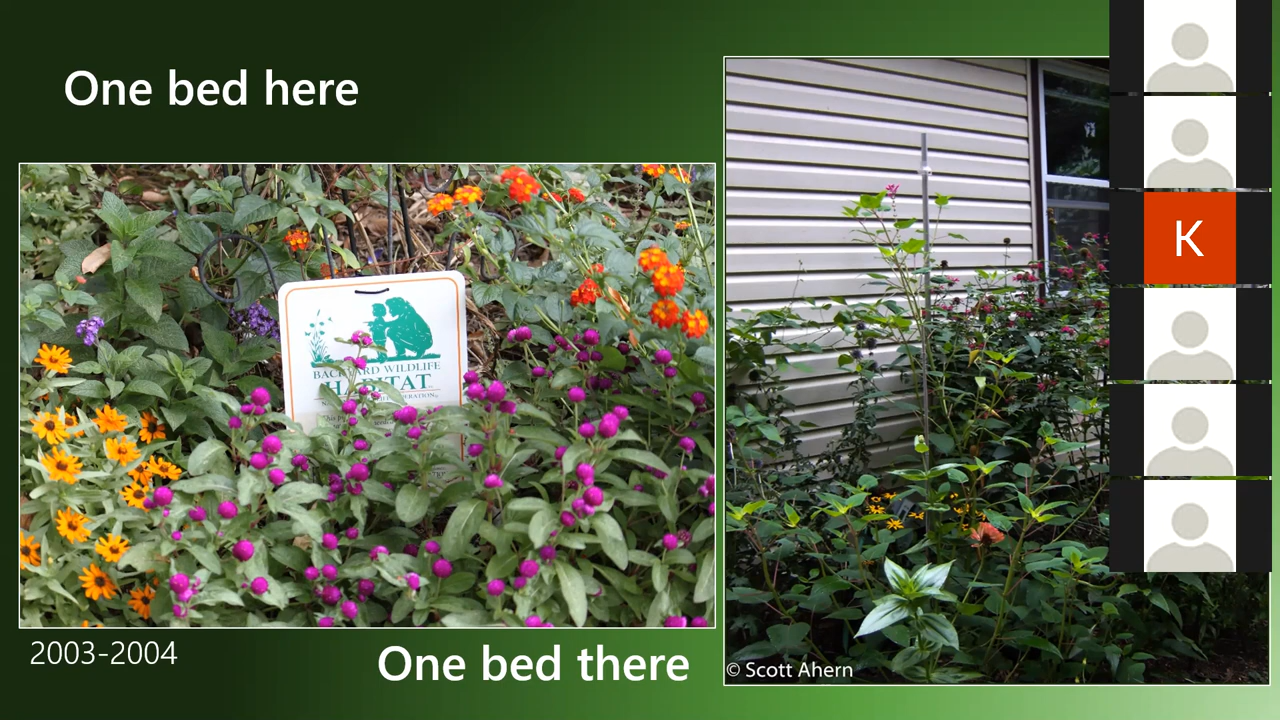 One bed here
BACKYARD WILDLIFE
HABITAT
2003-2004
One bed there
© Scott Ahern
K